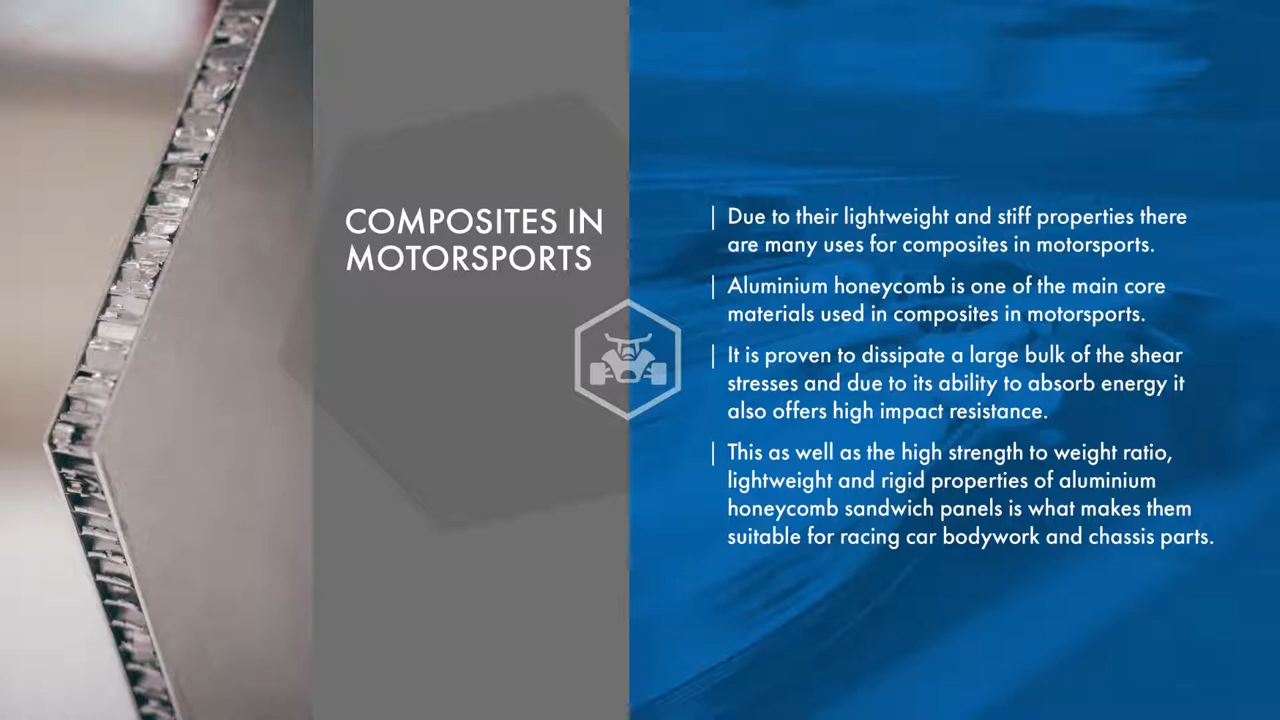 COMPOSITES IN
MOTORSPORTS
Due to their lightweight and stiff properties there
are many uses for composites in motorsports.
Aluminium honeycomb is one of the main core
materials used in composites in motorsports.
It is proven to dissipate a large bulk of the shear
stresses and due to its ability to absorb energy it
also offers high impact resistance.
This as well as the high strength to weight ratio,
lightweight and rigid properties of aluminium
honeycomb sandwich panels is what makes them
suitable for racing car bodywork and chassis parts.